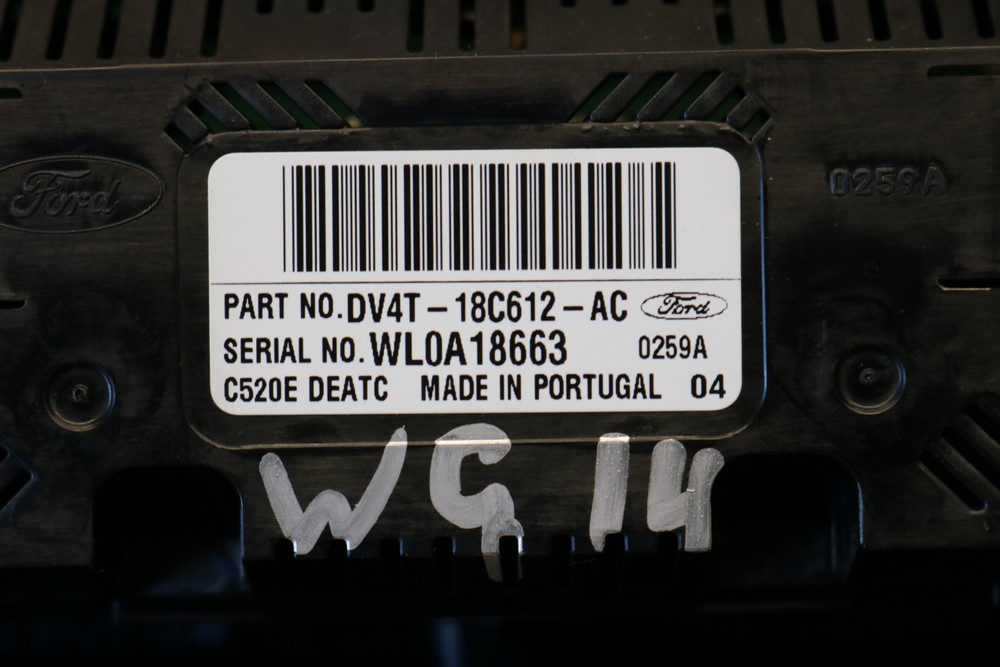 Ford
0259A
PART NO. DV4T-18C612-AC Ford
SERIAL NO. WL0A18663 0259A
C520E DEATC MADE IN PORTUGAL 04
WG 14